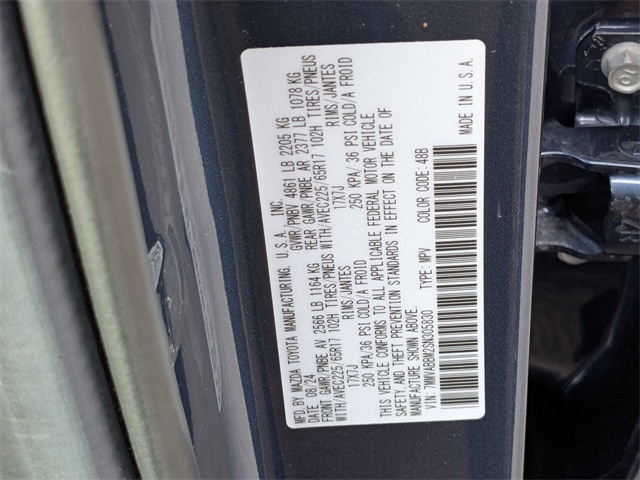 MFD. BY MAZDA TOYOTA MANUFACTURING, U.S.A., INC.
DATE 08/24 GVWR/PNBV 4861 LB 2205 KG
FRONT GAWR/PNBE AV 2566 LB 1164 KG REAR GAWR/PNBE AR 2377 LB 1078 KG
WITH/AVEC225/65R17 102H TIRES/PNEUS WITH/AVEC225/65R17 102H TIRES/PNEUS
17X7J RIMS/JANTES 17X7J RIMS/JANTES
250 KPA/36 PSI COLD/A FROID 250 KPA/ 36 PSI COLD/A FROID
THIS VEHICLE CONFORMS TO ALL APPLICABLE FEDERAL MOTOR VEHICLE
SAFETY, AND THEFT PREVENTION STANDARDS IN EFFECT ON THE DATE OF
MANUFACTURE SHOWN ABOVE. MADE IN U.S.A.
VIN: TYPE: MPV COLOR CODE: 48B